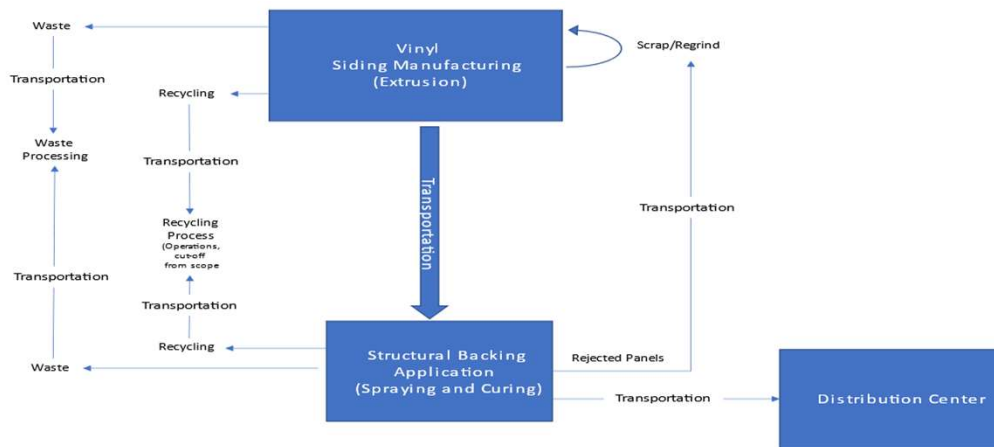 Waste
Vinyl
Siding Manufacturing
(Extrusion)
Scrap/Regrind
Transportation
Recycling
Waste
Processing
Transportation
Transportation
Transportation
Recycling
Process
(Operations,
cut-off
from scope
Transportation
Transportation
Recycling
Waste
Structural Backing
Application
(Spraying and Curing)
Rejected Panels
Transportation
Distribution Center